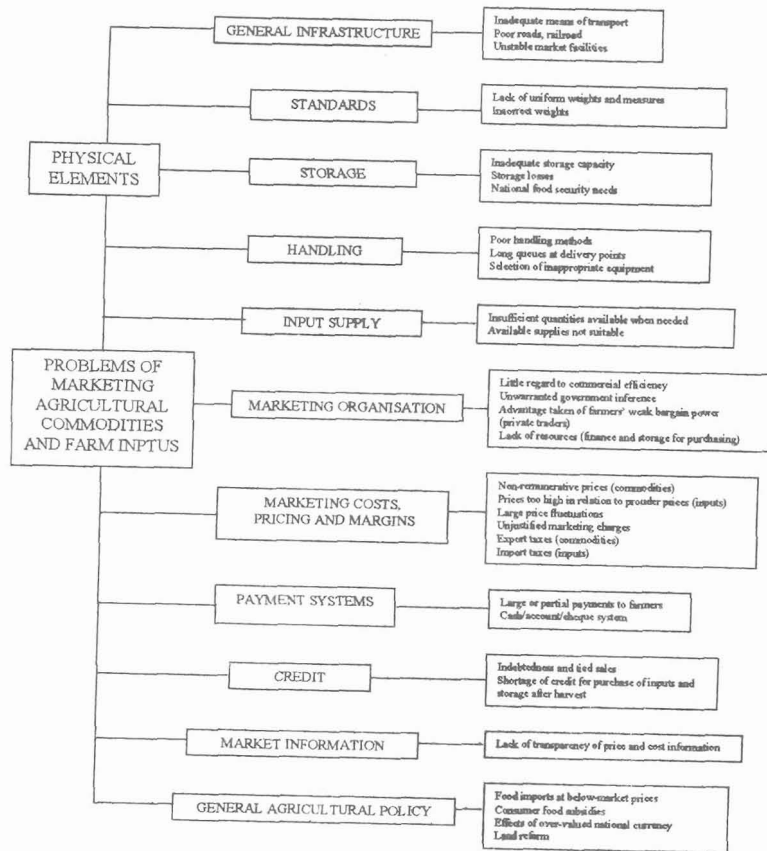 GENERAL INFRASTRUCTURE
Inadequate means of transport
Poor roads, railroad
Unstable market facilities
STANDARDS
Lack of uniform weights and measures
Incorrect weights
PHYSICAL
ELEMENTS
STORAGE
Inadequate storage capacity
Storage losses
National food security needs
HANDLING
Poor handling methods
Long queues at delivery points
Selection of inappropriate equipment
INPUT SUPPLY
Insufficient quantities available when needed
Available supplies not suitable
PROBLEMS OF
MARKETING
AGRICULTURAL
COMMODITIES
AND FARM INPTUS
MARKETING ORGANISATION
Little regard to commercial efficiency
Unwarranted government inference
Advantage taken of farmers' weak bargain power
(private traders)
Lack of resources (finance and storage for purchasing)
MARKETING COSTS,
PRICING AND MARGINS
Non-remunerative prices (commodities)
Prices too high in relation to prouder prices (inputs)
Large price fluctuations
Unjustified marketing charges
Export taxes (commodities)
Import taxes (inputs)
PAYMENT SYSTEMS
Large or partial payments to farmers
Cash/account/cheque system
CREDIT
Indebtedness and tied sales
Shortage of credit for purchase of inputs and
storage after harvest
MARKET INFORMATION
Lack of transparency of price and cost information
GENERAL AGRICULTURAL POLICY
Food imports at below-market prices
Consumer food subsidies
Effects of over-valued national currency
Land reform